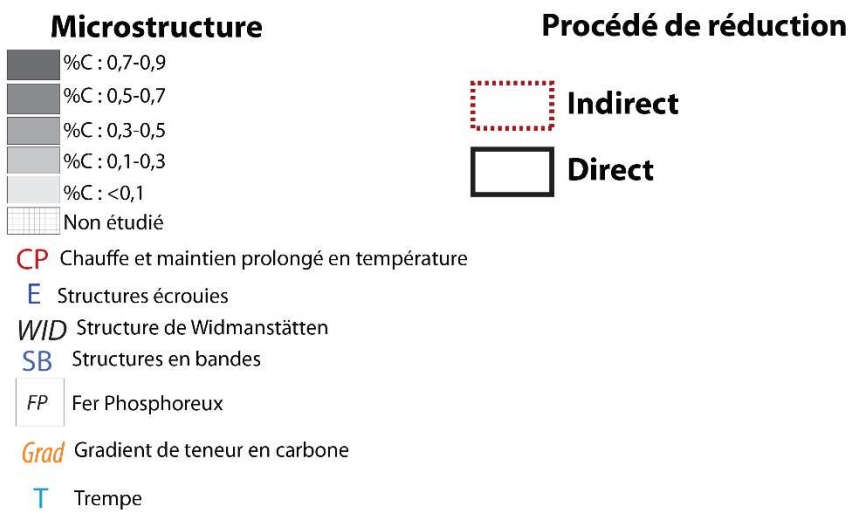 Microstructure
%C : 0,7-0,9
%C : 0,5-0,7
%C : 0,3-0,5
%C : 0,1-0,3
%C : <0,1
Non étudié
CP Chauffe et maintien prolongé en température
E Structures écrouies
WID Structure de Widmanstätten
SB Structures en bandes
FP Fer Phosphoreux
Grad Gradient de teneur en carbone
T Trempe
Procédé de réduction
Indirect
Direct